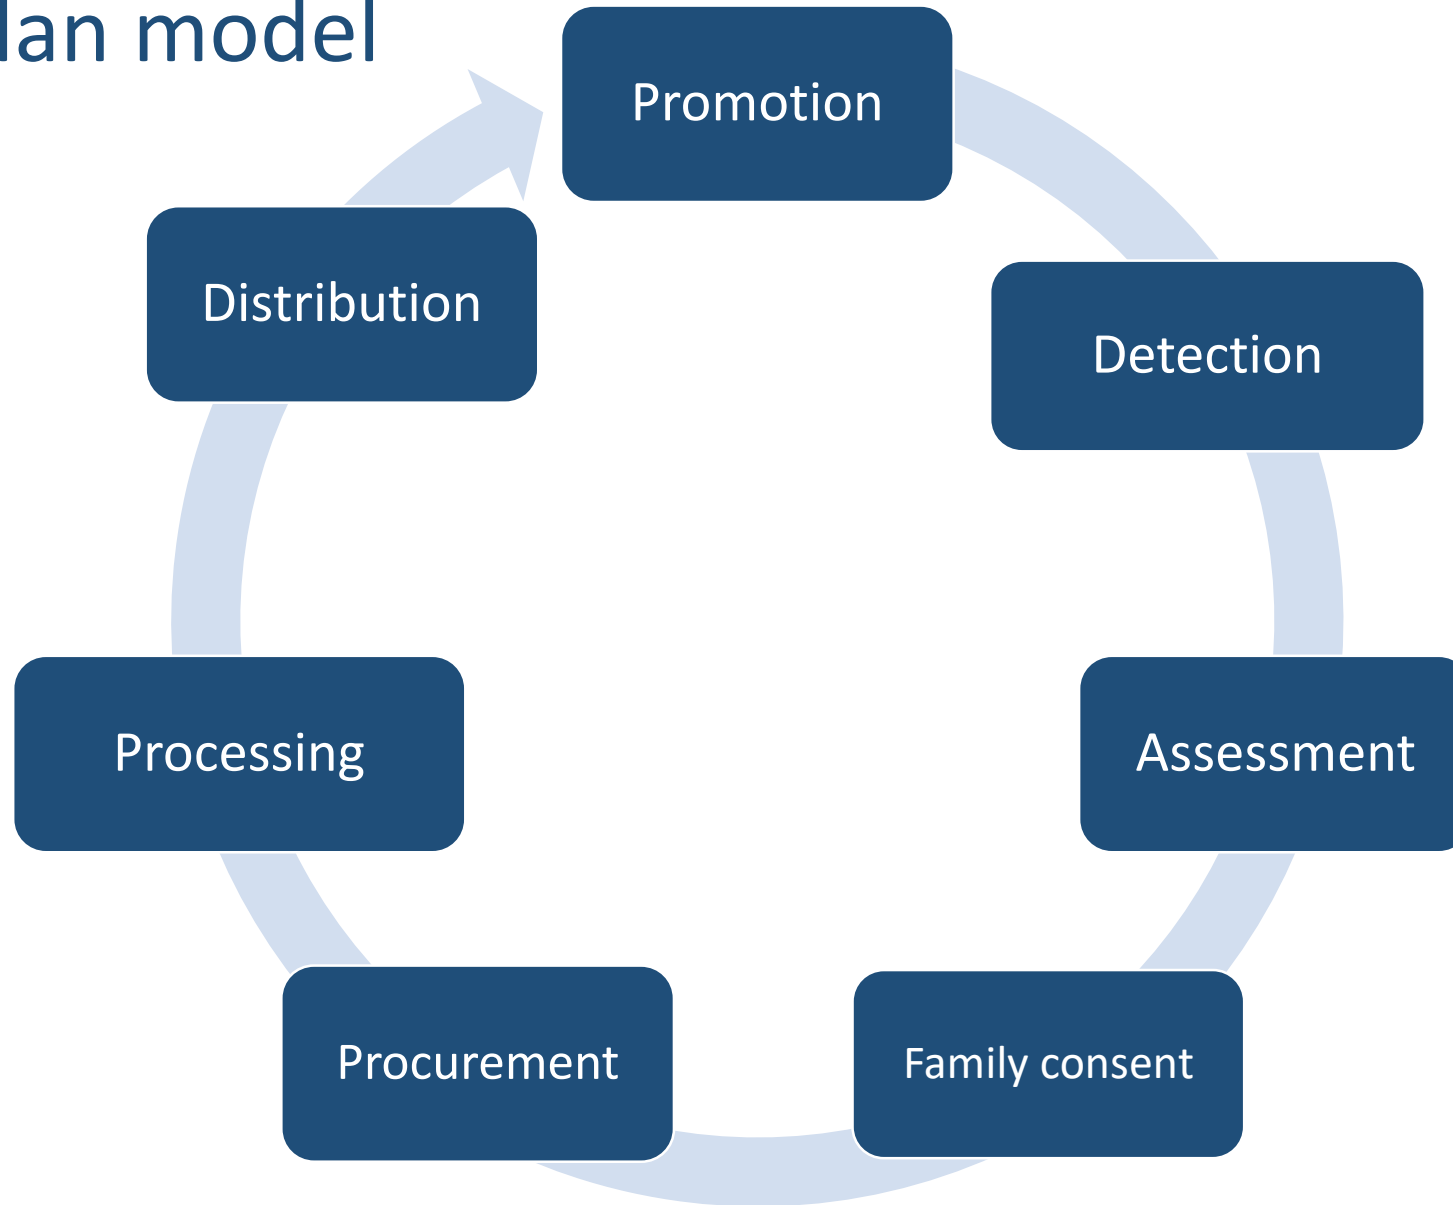 lan model
Promotion
Detection
Assessment
Family consent
Procurement
Processing
Distribution